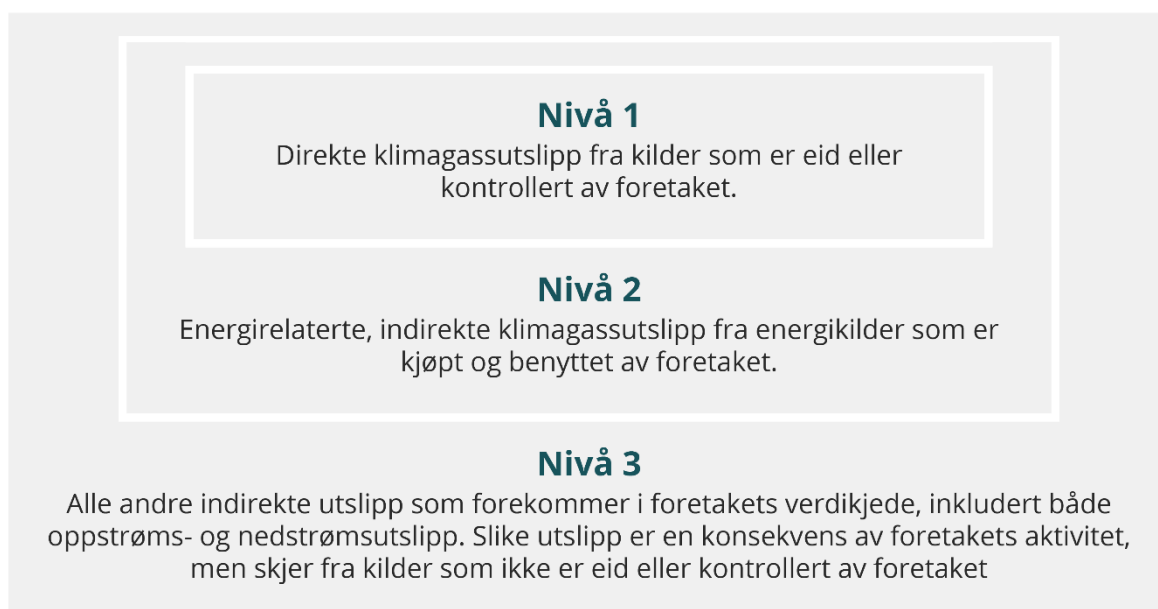 Nivå 1
Direkte klimagassutslipp fra kilder som er eid eller
kontrollert av foretaket.
Nivå 2
Energirelaterte, indirekte klimagassutslipp fra energikilder som er
kjøpt og benyttet av foretaket.
Nivå 3
Alle andre indirekte utslipp som forekommer i foretakets verdikjede, inkludert både
oppstrøms- og nedstrømsutslipp. Slike utslipp er en konsekvens av foretakets aktivitet,
men skjer fra kilder som ikke er eid eller kontrollert av foretaket